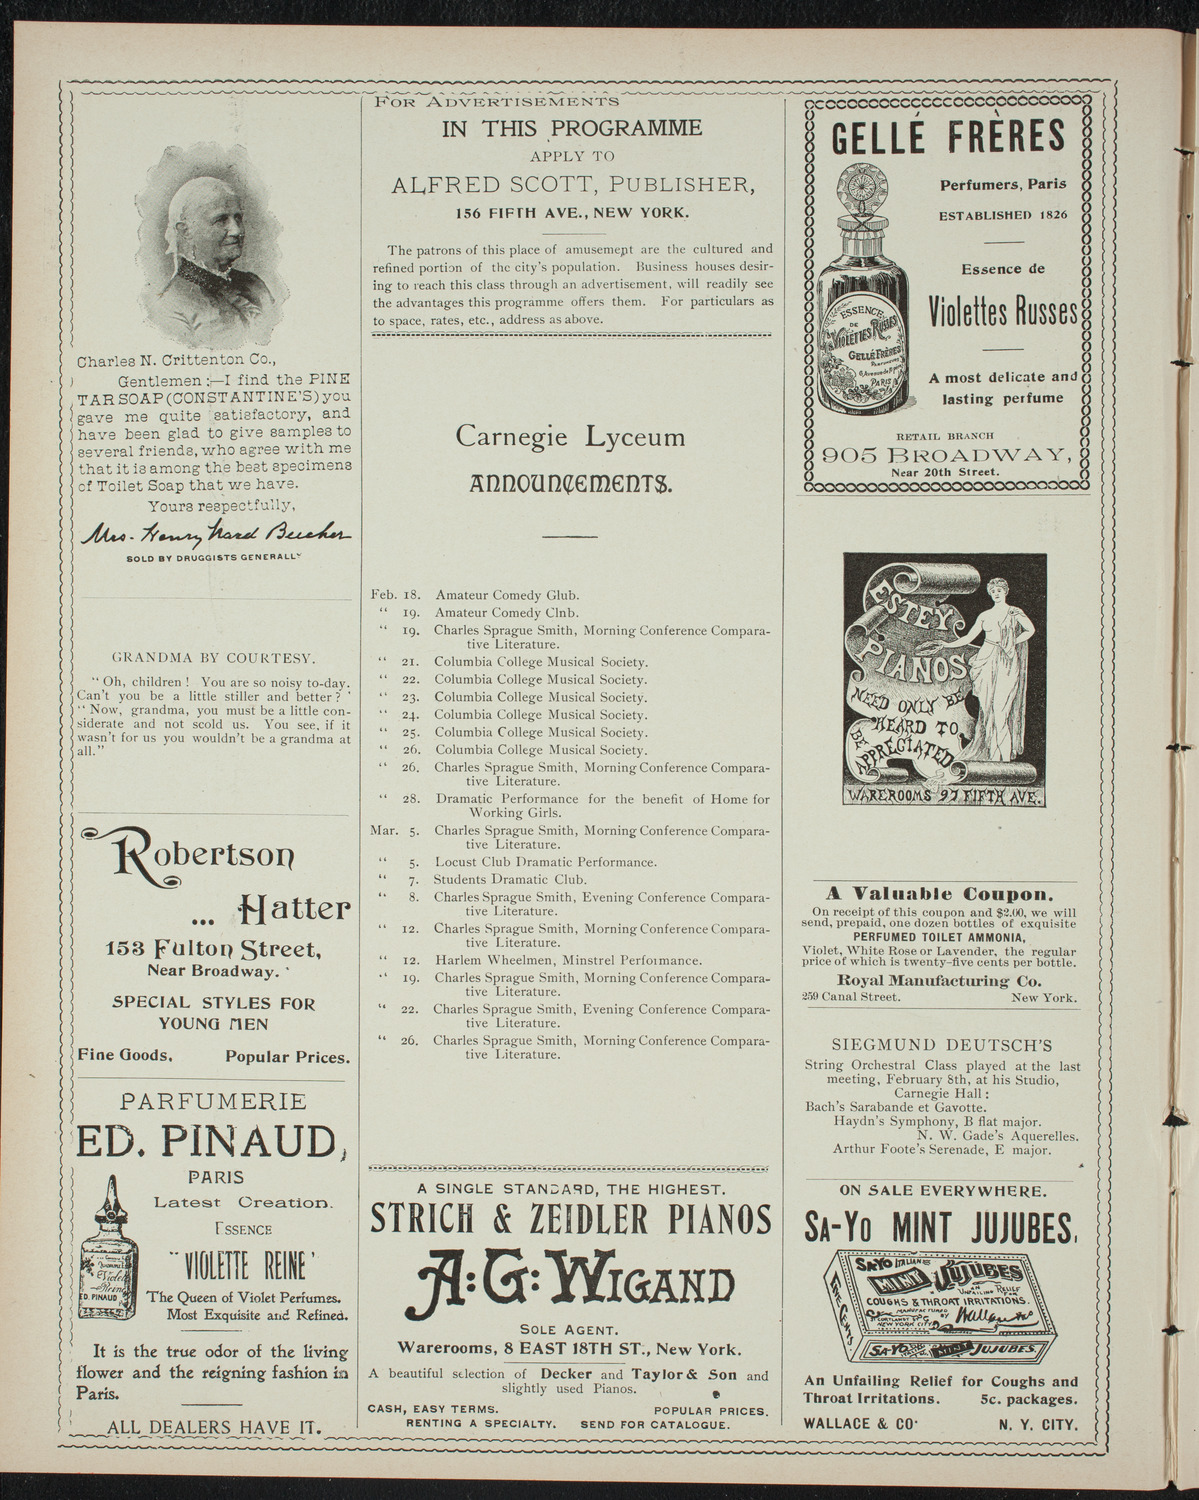 Charles N. Crittenton Co.,
Gentlemen:—I find the PINE
TAR SOAP (CONSTANTINE'S) you
gave me quite satisfactory, and
have been glad to give samples to
several friends, who agree with me
that it is among the best specimens
of Toilet Soap that we have.
Yours respectfully,
Mrs. Henry Ward Beecher
SOLD BY DRUGGISTS GENERALLY
GRANDMA BY COURTESY.
"Oh, children! You are so noisy to-day.
Can't you be a little stiller and better?'
"Now, grandma, you must be a little con-
siderate and not scold us. You see, if it
wasn't for us you wouldn't be a grandma at
all."
Robertson
... Hatter
153 Fulton Street,
Near Broadway.
SPECIAL STYLES FOR
YOUNG MEN
Fine Goods. Popular Prices.
PARFUMERIE
ED. PINAUD,
PARIS
Latest Creation.
ESSENCE
"VIOLETTE REINE'
The Queen of Violet Perfumes.
Most Exquisite and Refined.
ED. PINAUD
It is the true odor of the living
flower and the reigning fashion in
Paris.
ALL DEALERS HAVE IT.
FOR ADVERTISEMENTS
IN THIS PROGRAMME
APPLY TO
ALFRED SCOTT, PUBLISHER,
156 FIFTH AVE., NEW YORK.
The patrons of this place of amusement are the cultured and
refined portion of the city's population. Business houses desir-
ing to reach this class through an advertisement, will readily see
the advantages this programme offers them. For particulars as
to space, rates, etc., address as above.
Carnegie Lyceum
ANNOUNCEMENTS.
Feb. 18. Amateur Comedy Glub.
" 19. Amateur Comedy Clnb.
" 19. Charles Sprague Smith, Morning Conference Compara-
tive Literature.
" 21. Columbia College Musical Society.
" 22. Columbia College Musical Society.
" 23. Columbia College Musical Society.
" 24. Columbia College Musical Society.
" 25. Columbia College Musical Society.
" 26. Columbia College Musical Society.
" 26. Charles Sprague Smith, Morning Conference Compara-
tive Literature.
" 28. Dramatic Performance for the benefit of Home for
Working Girls.
Mar. 5. Charles Sprague Smith, Morning Conference Compara-
tive Literature.
" 5. Locust Club Dramatic Performance.
" 7. Students Dramatic Club.
" 8. Charles Sprague Smith, Evening Conference Compara-
tive Literature.
" 12. Charles Sprague Smith, Morning Conference Compara-
tive Literature.
" 12. Harlem Wheelmen, Minstrel Performance.
" 19. Charles Sprague Smith, Morning Conference Compara-
tive Literature.
" 22. Charles Sprague Smith, Evening Conference Compara-
tive Literature.
" 26. Charles Sprague Smith, Morning Conference Compara-
tive Literature.
A SINGLE STANDARD, THE HIGHEST.
STRICH & ZEIDLER PIANOS
A:G:WIGAND
SOLE AGENT.
Warerooms, 8 EAST 18TH ST., New York.
A beautiful selection of Decker and Taylor & Son and
slightly used Pianos.
CASH, EASY TERMS. POPULAR PRICES.
RENTING A SPECIALTY. SEND FOR CATALOGUE.
GELLÉ FRÈRES
Perfumers, Paris
ESTABLISHED 1826
Essence de
Violettes Russes
A most delicate and
lasting perfume
ESSENCE
DE
VIOLETTES RUSSES
GELLÉ FRÈRES
PARIS
RETAIL BRANCH
905 BROADWAY,
Near 20th Street.
ESTEY
PIANOS
NEED ONLY BE
HEARD TO
BE
APPRECIATED
WAREROOMS 97 FIFTH AVE.
A Valuable Coupon.
On receipt of this coupon and $2.00, we will
send, prepaid, one dozen bottles of exquisite
PERFUMED TOILET AMMONIA,
Violet, White Rose or Lavender, the regular
price of which is twenty-five cents per bottle.
Royal Manufacturing Co.
259 Canal Street. New York.
SIEGMUND DEUTSCH'S
String Orchestral Class played at the last
meeting, February 8th, at his Studio,
Carnegie Hall:
Bach's Sarabande et Gavotte.
Haydn's Symphony, B flat major.
N. W. Gade's Aquerelles.
Arthur Foote's Serenade, E major.
ON SALE EVERYWHERE.
SA-YO MINT JUJUBES,
SA-YO ITALIAN
MINT JUJUBES
AN
UNFAILING RELIEF
FOR
COUGHS & THROAT IRRITATIONS.
MANUFACTURED
BY
NEW YORK CITY
FIVE CENTS
SA-YO MINT JUJUBES.
An Unfailing Relief for Coughs and
Throat Irritations. 5c. packages.
WALLACE & CO. N. Y. CITY.